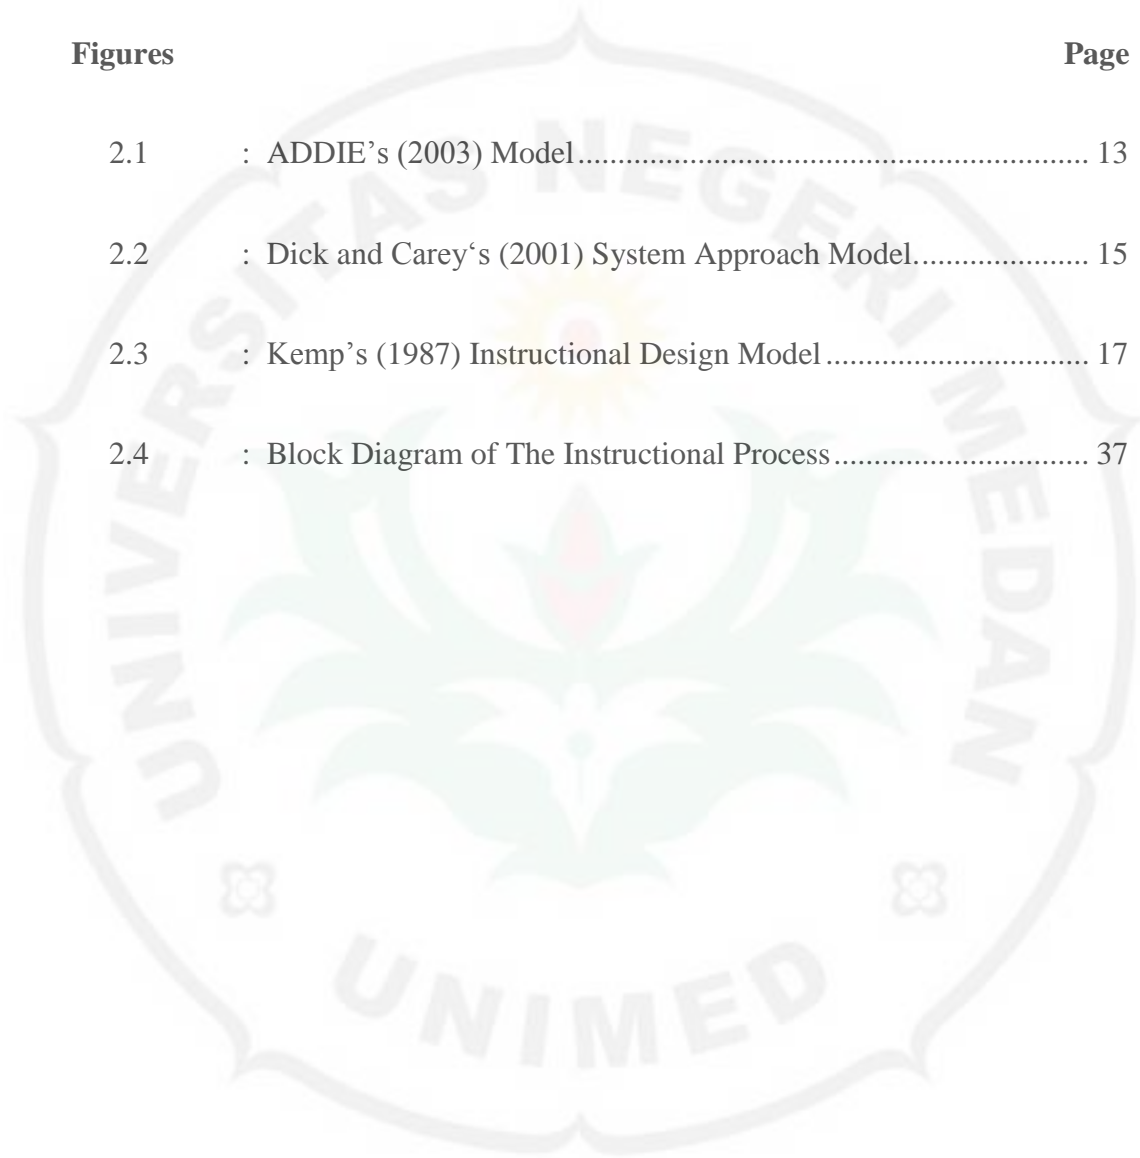 Figures Page
2.1 : ADDIE’s (2003) Model................................................................ 13
2.2 : Dick and Carey‘s (2001) System Approach Model...................... 15
2.3 : Kemp’s (1987) Instructional Design Model................................. 17
2.4 : Block Diagram of The Instructional Process................................ 37
UNIVERSITAS NEGERI MEDAN
UNIMED